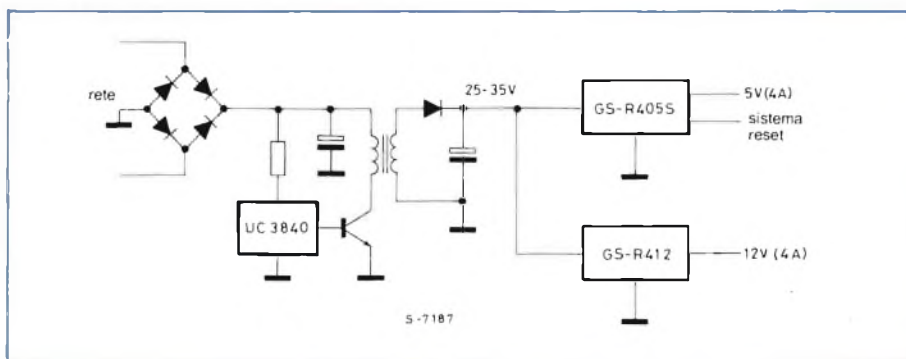 rete
25-35V
GS-R405S
5V(4A)
sistema
reset
UC 3840
GS-R412
12V (4A)
S-7187